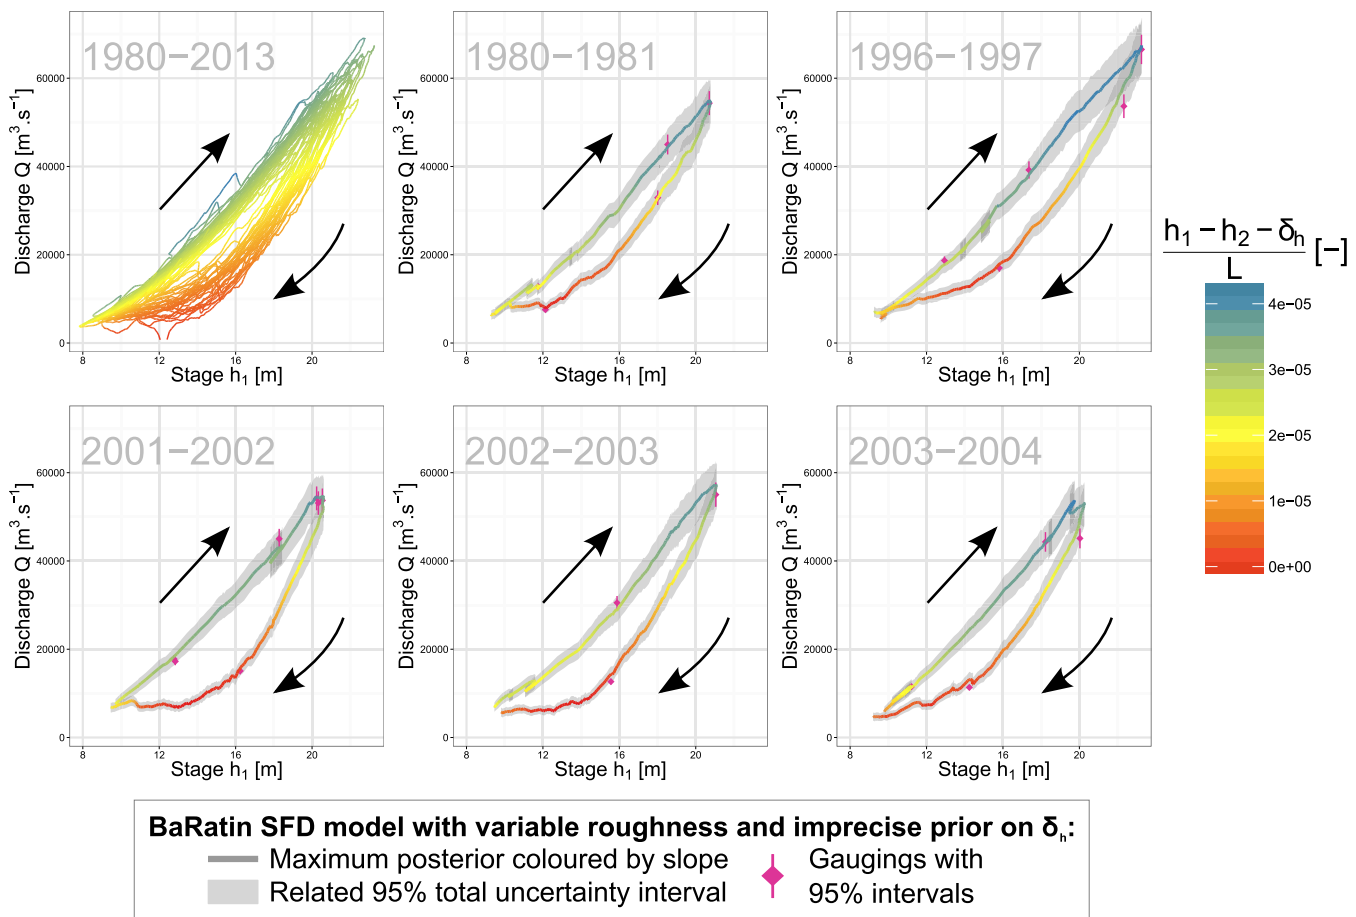 1980−2013
Discharge Q [m³.s⁻¹]
60000
40000
20000
0
8
12
16
20
Stage h₁ [m]
1980−1981
Discharge Q [m³.s⁻¹]
60000
40000
20000
0
8
12
16
20
Stage h₁ [m]
1996−1997
Discharge Q [m³.s⁻¹]
60000
40000
20000
0
8
12
16
20
Stage h₁ [m]
h₁ − h₂ − δₕ
L
[−]
4e−05
3e−05
2e−05
1e−05
0e+00
2001−2002
Discharge Q [m³.s⁻¹]
60000
40000
20000
0
8
12
16
20
Stage h₁ [m]
2002−2003
Discharge Q [m³.s⁻¹]
60000
40000
20000
0
8
12
16
20
Stage h₁ [m]
2003−2004
Discharge Q [m³.s⁻¹]
60000
40000
20000
0
8
12
16
20
Stage h₁ [m]
BaRatin SFD model with variable roughness and imprecise prior on δₕ:
Maximum posterior coloured by slope
Related 95% total uncertainty interval
Gaugings with
95% intervals